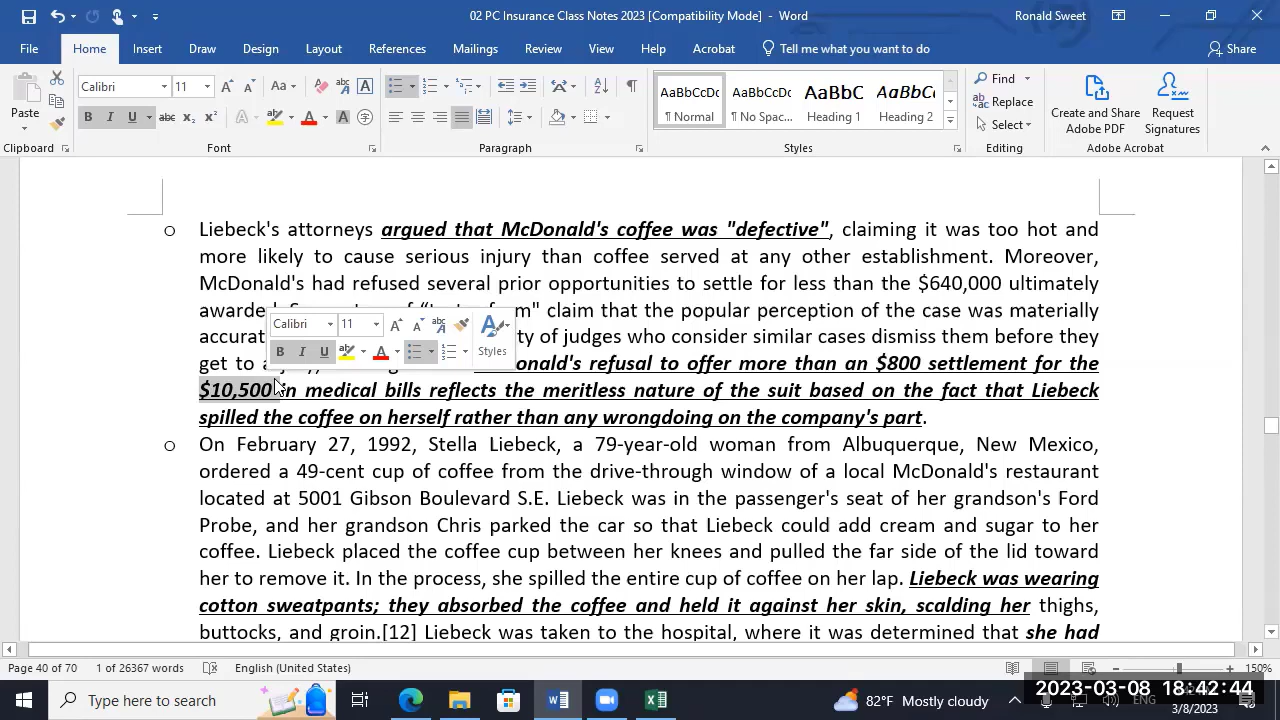 02 PC Insurance Class Notes 2023 [Compatibility Mode] - Word
Ronald Sweet
File Home Insert Draw Design Layout References Mailings Review View Help Acrobat Tell me what you want to do Share
Paste
Calibri 11
Aa
B I U abc x2 x2 A A A
AaBbCcDc AaBbCcDc AaBbC AaBbC
¶ Normal ¶ No Spac... Heading 1 Heading 2
Find
Replace
Select
Create and Share Adobe PDF
Request Signatures
Clipboard Font Paragraph Styles Editing Adobe Acrobat
o Liebeck's attorneys argued that McDonald's coffee was "defective", claiming it was too hot and
more likely to cause serious injury than coffee served at any other establishment. Moreover,
McDonald's had refused several prior opportunities to settle for less than the $640,000 ultimately
claim that the popular perception of the case was materially
accurat ty of judges who consider similar cases dismiss them before they
get to a onald's refusal to offer more than an $800 settlement for the
$10,500 in medical bills reflects the meritless nature of the suit based on the fact that Liebeck
spilled the coffee on herself rather than any wrongdoing on the company's part.
Calibri 11
B I U A Styles
o On February 27, 1992, Stella Liebeck, a 79-year-old woman from Albuquerque, New Mexico,
ordered a 49-cent cup of coffee from the drive-through window of a local McDonald's restaurant
located at 5001 Gibson Boulevard S.E. Liebeck was in the passenger's seat of her grandson's Ford
Probe, and her grandson Chris parked the car so that Liebeck could add cream and sugar to her
coffee. Liebeck placed the coffee cup between her knees and pulled the far side of the lid toward
her to remove it. In the process, she spilled the entire cup of coffee on her lap. Liebeck was wearing
cotton sweatpants; they absorbed the coffee and held it against her skin, scalding her thighs,
buttocks, and groin.[12] Liebeck was taken to the hospital, where it was determined that she had
Page 40 of 70 1 of 26367 words English (United States) 150%
Type here to search
82°F Mostly cloudy
ENG
2023-03-08 18:42:44
3/8/2023